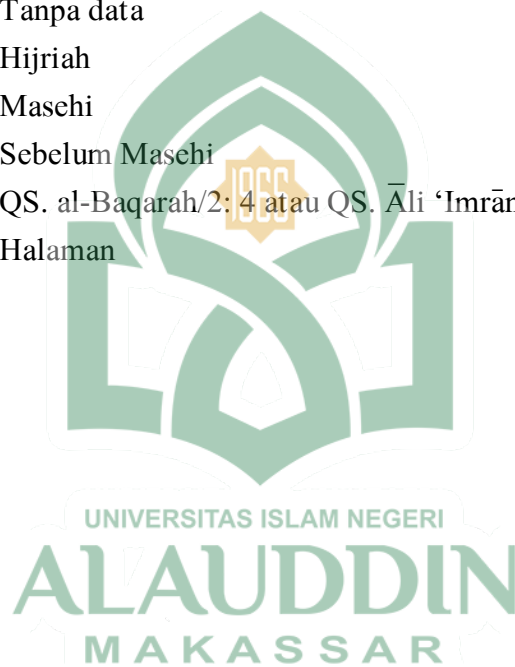 Tanpa data
Hijriah
Masehi
Sebelum Masehi
QS. al-Baqarah/2: 4 atau QS. Āli ‘Imrān
Halaman
1965
UNIVERSITAS ISLAM NEGERI
ALAUDDIN
MAKASSAR